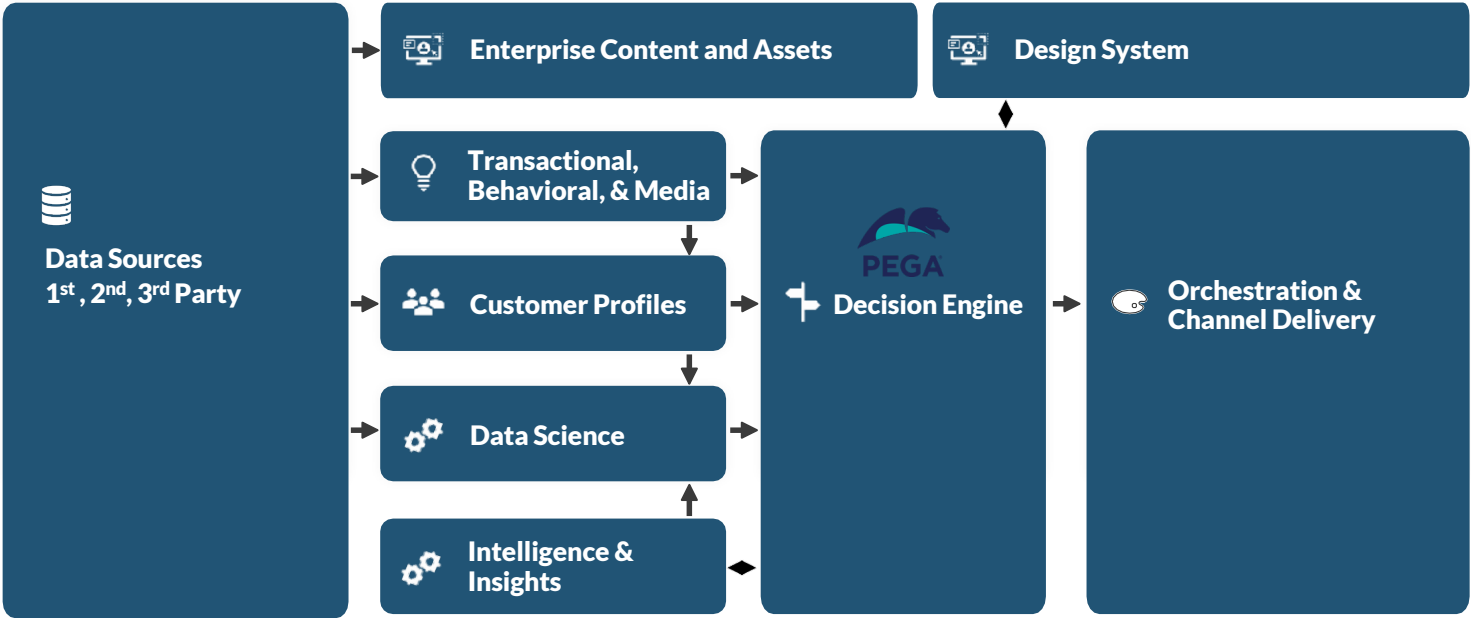 Enterprise Content and Assets
Design System
Data Sources
1st , 2nd, 3rd Party
Transactional,
Behavioral, & Media
Customer Profiles
Data Science
Intelligence &
Insights
PEGA
Decision Engine
Orchestration &
Channel Delivery